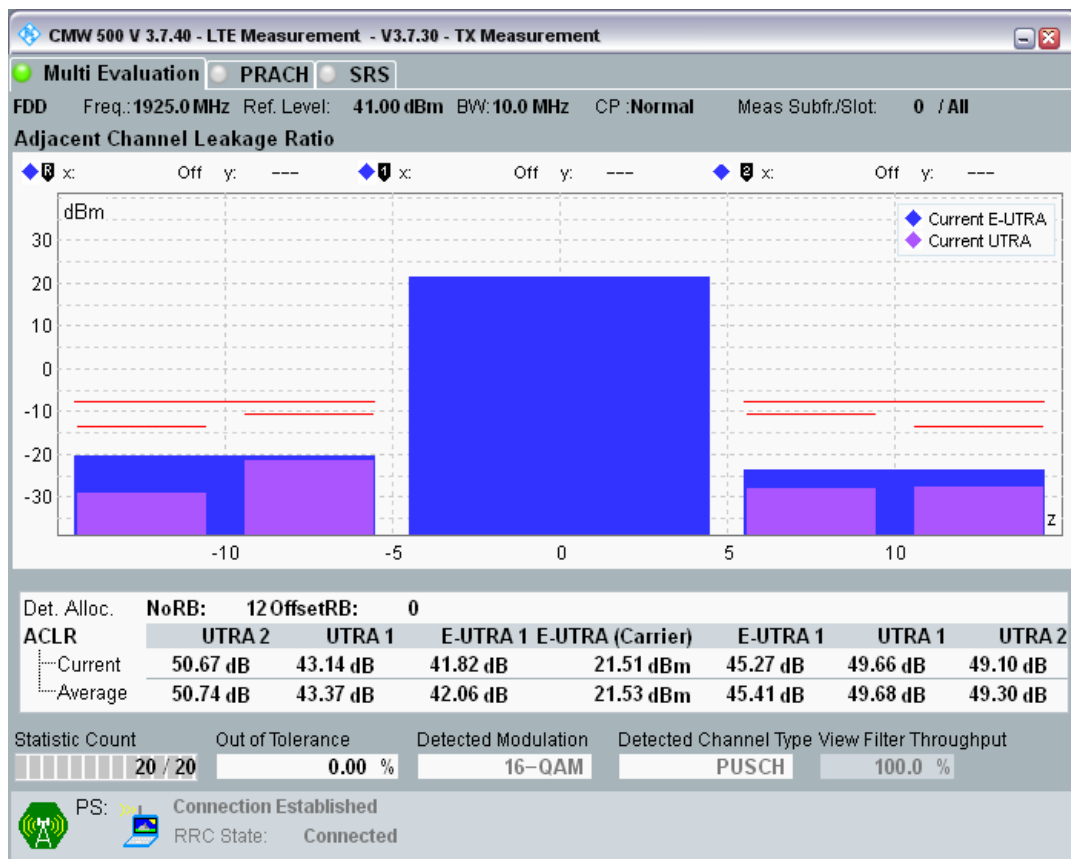 CMW 500 V 3.7.40 - LTE Measurement - V3.7.30 - TX Measurement
Multi Evaluation PRACH SRS
FDD Freq.: 1925.0 MHz Ref. Level: 41.00 dBm BW: 10.0 MHz CP :Normal Meas Subfr./Slot: 0 / All
Adjacent Channel Leakage Ratio
R x: Off y: --- 1 x: Off y: --- 2 x: Off y: ---
dBm
Current E-UTRA
Current UTRA
30
20
10
0
-10
-20
-30
z
-10 -5 0 5 10
Det. Alloc. NoRB: 12 OffsetRB: 0
ACLR UTRA 2 UTRA 1 E-UTRA 1 E-UTRA (Carrier) E-UTRA 1 UTRA 1 UTRA 2
Current 50.67 dB 43.14 dB 41.82 dB 21.51 dBm 45.27 dB 49.66 dB 49.10 dB
Average 50.74 dB 43.37 dB 42.06 dB 21.53 dBm 45.41 dB 49.68 dB 49.30 dB
Statistic Count Out of Tolerance Detected Modulation Detected Channel Type View Filter Throughput
20 / 20 0.00 % 16-QAM PUSCH 100.0 %
PS: Connection Established
RRC State: Connected